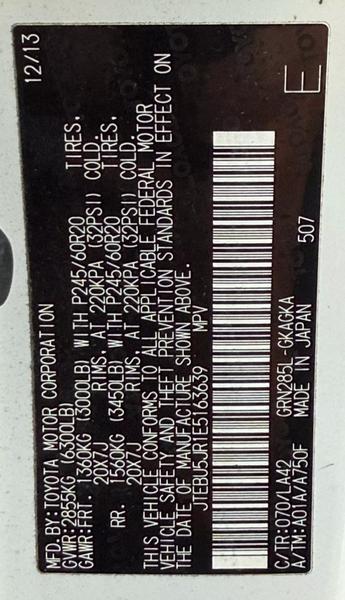 MFD.BY:TOYOTA MOTOR CORPORATION 12/13
GVWR:2855KG (6300LB)
GAWR:FRT. 1360KG (3000LB) WITH P245/60R20 TIRES.
20X7J RIMS. AT 220KPA (32PSI) COLD.
RR. 1560KG (3450LB) WITH P245/60R20 TIRES.
20X7J RIMS. AT 220KPA (32PSI) COLD.
THIS VEHICLE CONFORMS TO ALL APPLICABLE FEDERAL MOTOR
VEHICLE SAFETY AND THEFT PREVENTION STANDARDS IN EFFECT ON
THE DATE OF MANUFACTURE SHOWN ABOVE.
JTEBU5JR1E5163639 MPV
C/TR:070/LA42 GRN285L-GKAGKA
A/TM:A01A/A750F MADE IN JAPAN 507
E